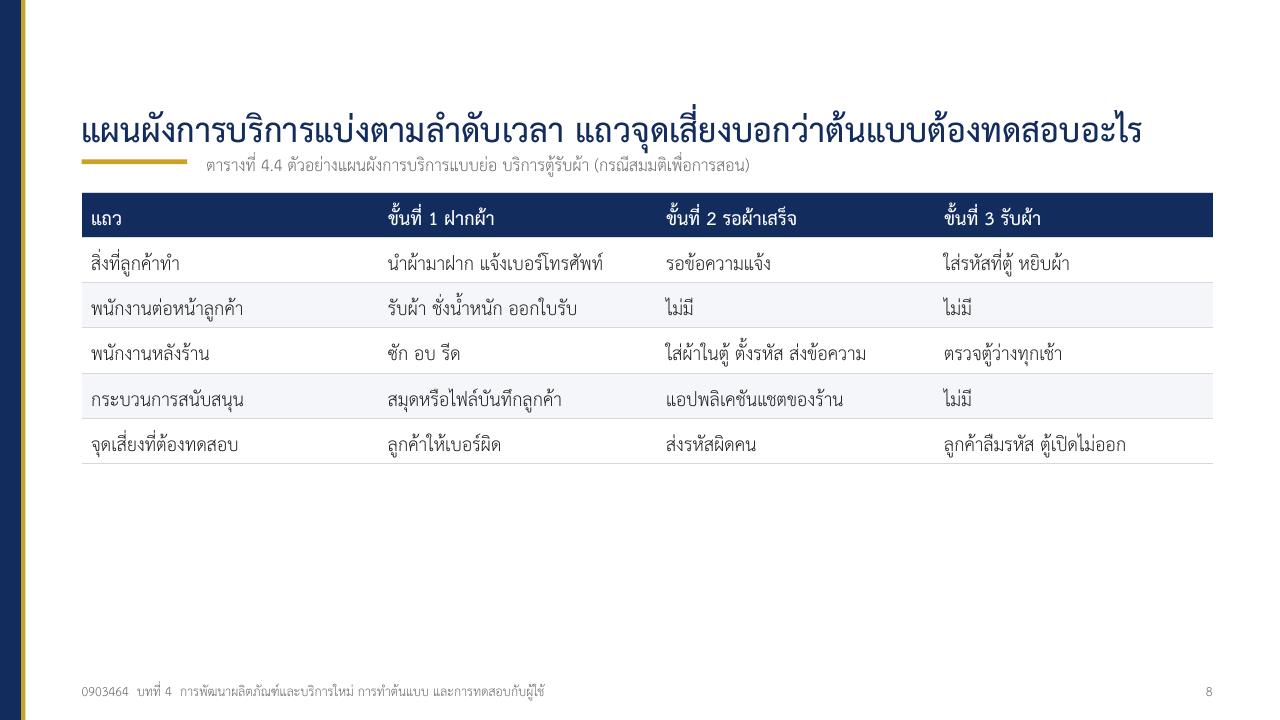 แผนผังการบริการแบ่งตามลำดับเวลา แถวจุดเสี่ยงบอกว่าต้นแบบต้องทดสอบอะไร
ตารางที่ 4.4 ตัวอย่างแผนผังการบริการแบบย่อ บริการตู้รับผ้า (กรณีสมมติเพื่อการสอน)
แถว ขั้นที่ 1 ฝากผ้า ขั้นที่ 2 รอผ้าเสร็จ ขั้นที่ 3 รับผ้า
สิ่งที่ลูกค้าทำ นำผ้ามาฝาก แจ้งเบอร์โทรศัพท์ รอข้อความแจ้ง ใส่รหัสที่ตู้ หยิบผ้า
พนักงานต่อหน้าลูกค้า รับผ้า ชั่งน้ำหนัก ออกใบรับ ไม่มี ไม่มี
พนักงานหลังร้าน ซัก อบ รีด ใส่ผ้าในตู้ ตั้งรหัส ส่งข้อความ ตรวจตู้ว่างทุกเช้า
กระบวนการสนับสนุน สมุดหรือไฟล์บันทึกลูกค้า แอปพลิเคชันแชตของร้าน ไม่มี
จุดเสี่ยงที่ต้องทดสอบ ลูกค้าให้เบอร์ผิด ส่งรหัสผิดคน ลูกค้าลืมรหัส ตู้เปิดไม่ออก
0903464 บทที่ 4 การพัฒนาผลิตภัณฑ์และบริการใหม่ การทำต้นแบบ และการทดสอบกับผู้ใช้ 8